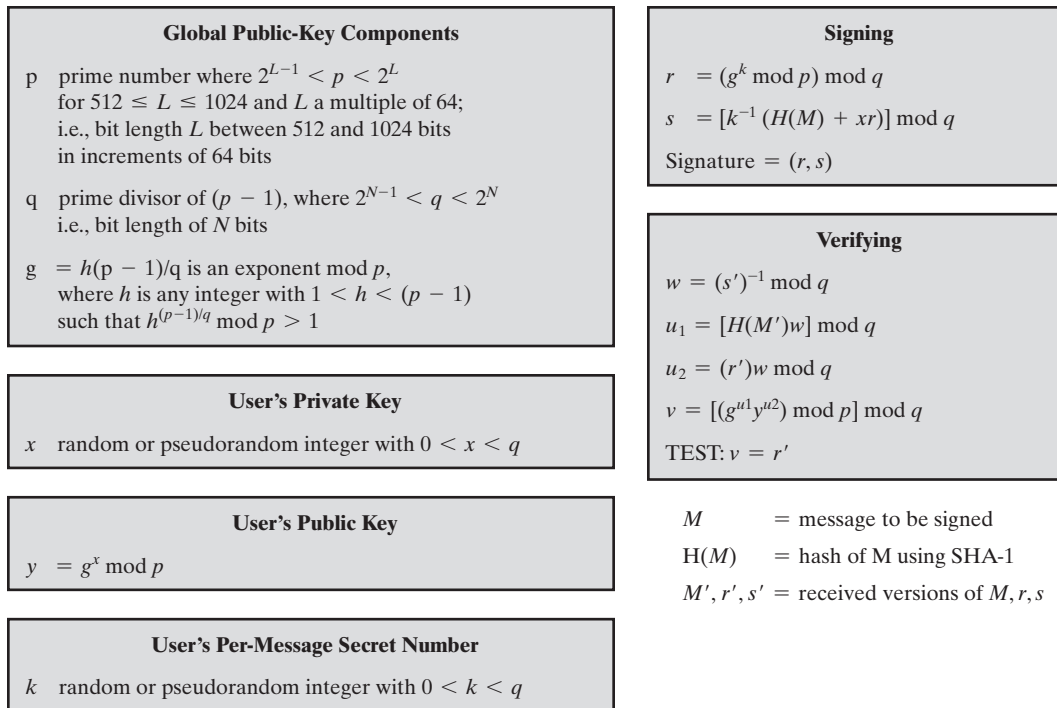 Global Public-Key Components
p prime number where 2^{L−1} < p < 2^L
for 512 ≤ L ≤ 1024 and L a multiple of 64;
i.e., bit length L between 512 and 1024 bits
in increments of 64 bits
q prime divisor of (p − 1), where 2^{N−1} < q < 2^N
i.e., bit length of N bits
g = h(p − 1)/q is an exponent mod p,
where h is any integer with 1 < h < (p − 1)
such that h^{(p−1)/q} mod p > 1
User's Private Key
x random or pseudorandom integer with 0 < x < q
User's Public Key
y = g^x mod p
User's Per-Message Secret Number
k random or pseudorandom integer with 0 < k < q
Signing
r = (g^k mod p) mod q
s = [k^{−1} (H(M) + xr)] mod q
Signature = (r, s)
Verifying
w = (s′)^{−1} mod q
u_1 = [H(M′)w] mod q
u_2 = (r′)w mod q
v = [(g^{u1} y^{u2}) mod p] mod q
TEST: v = r′
M = message to be signed
H(M) = hash of M using SHA-1
M′, r′, s′ = received versions of M, r, s